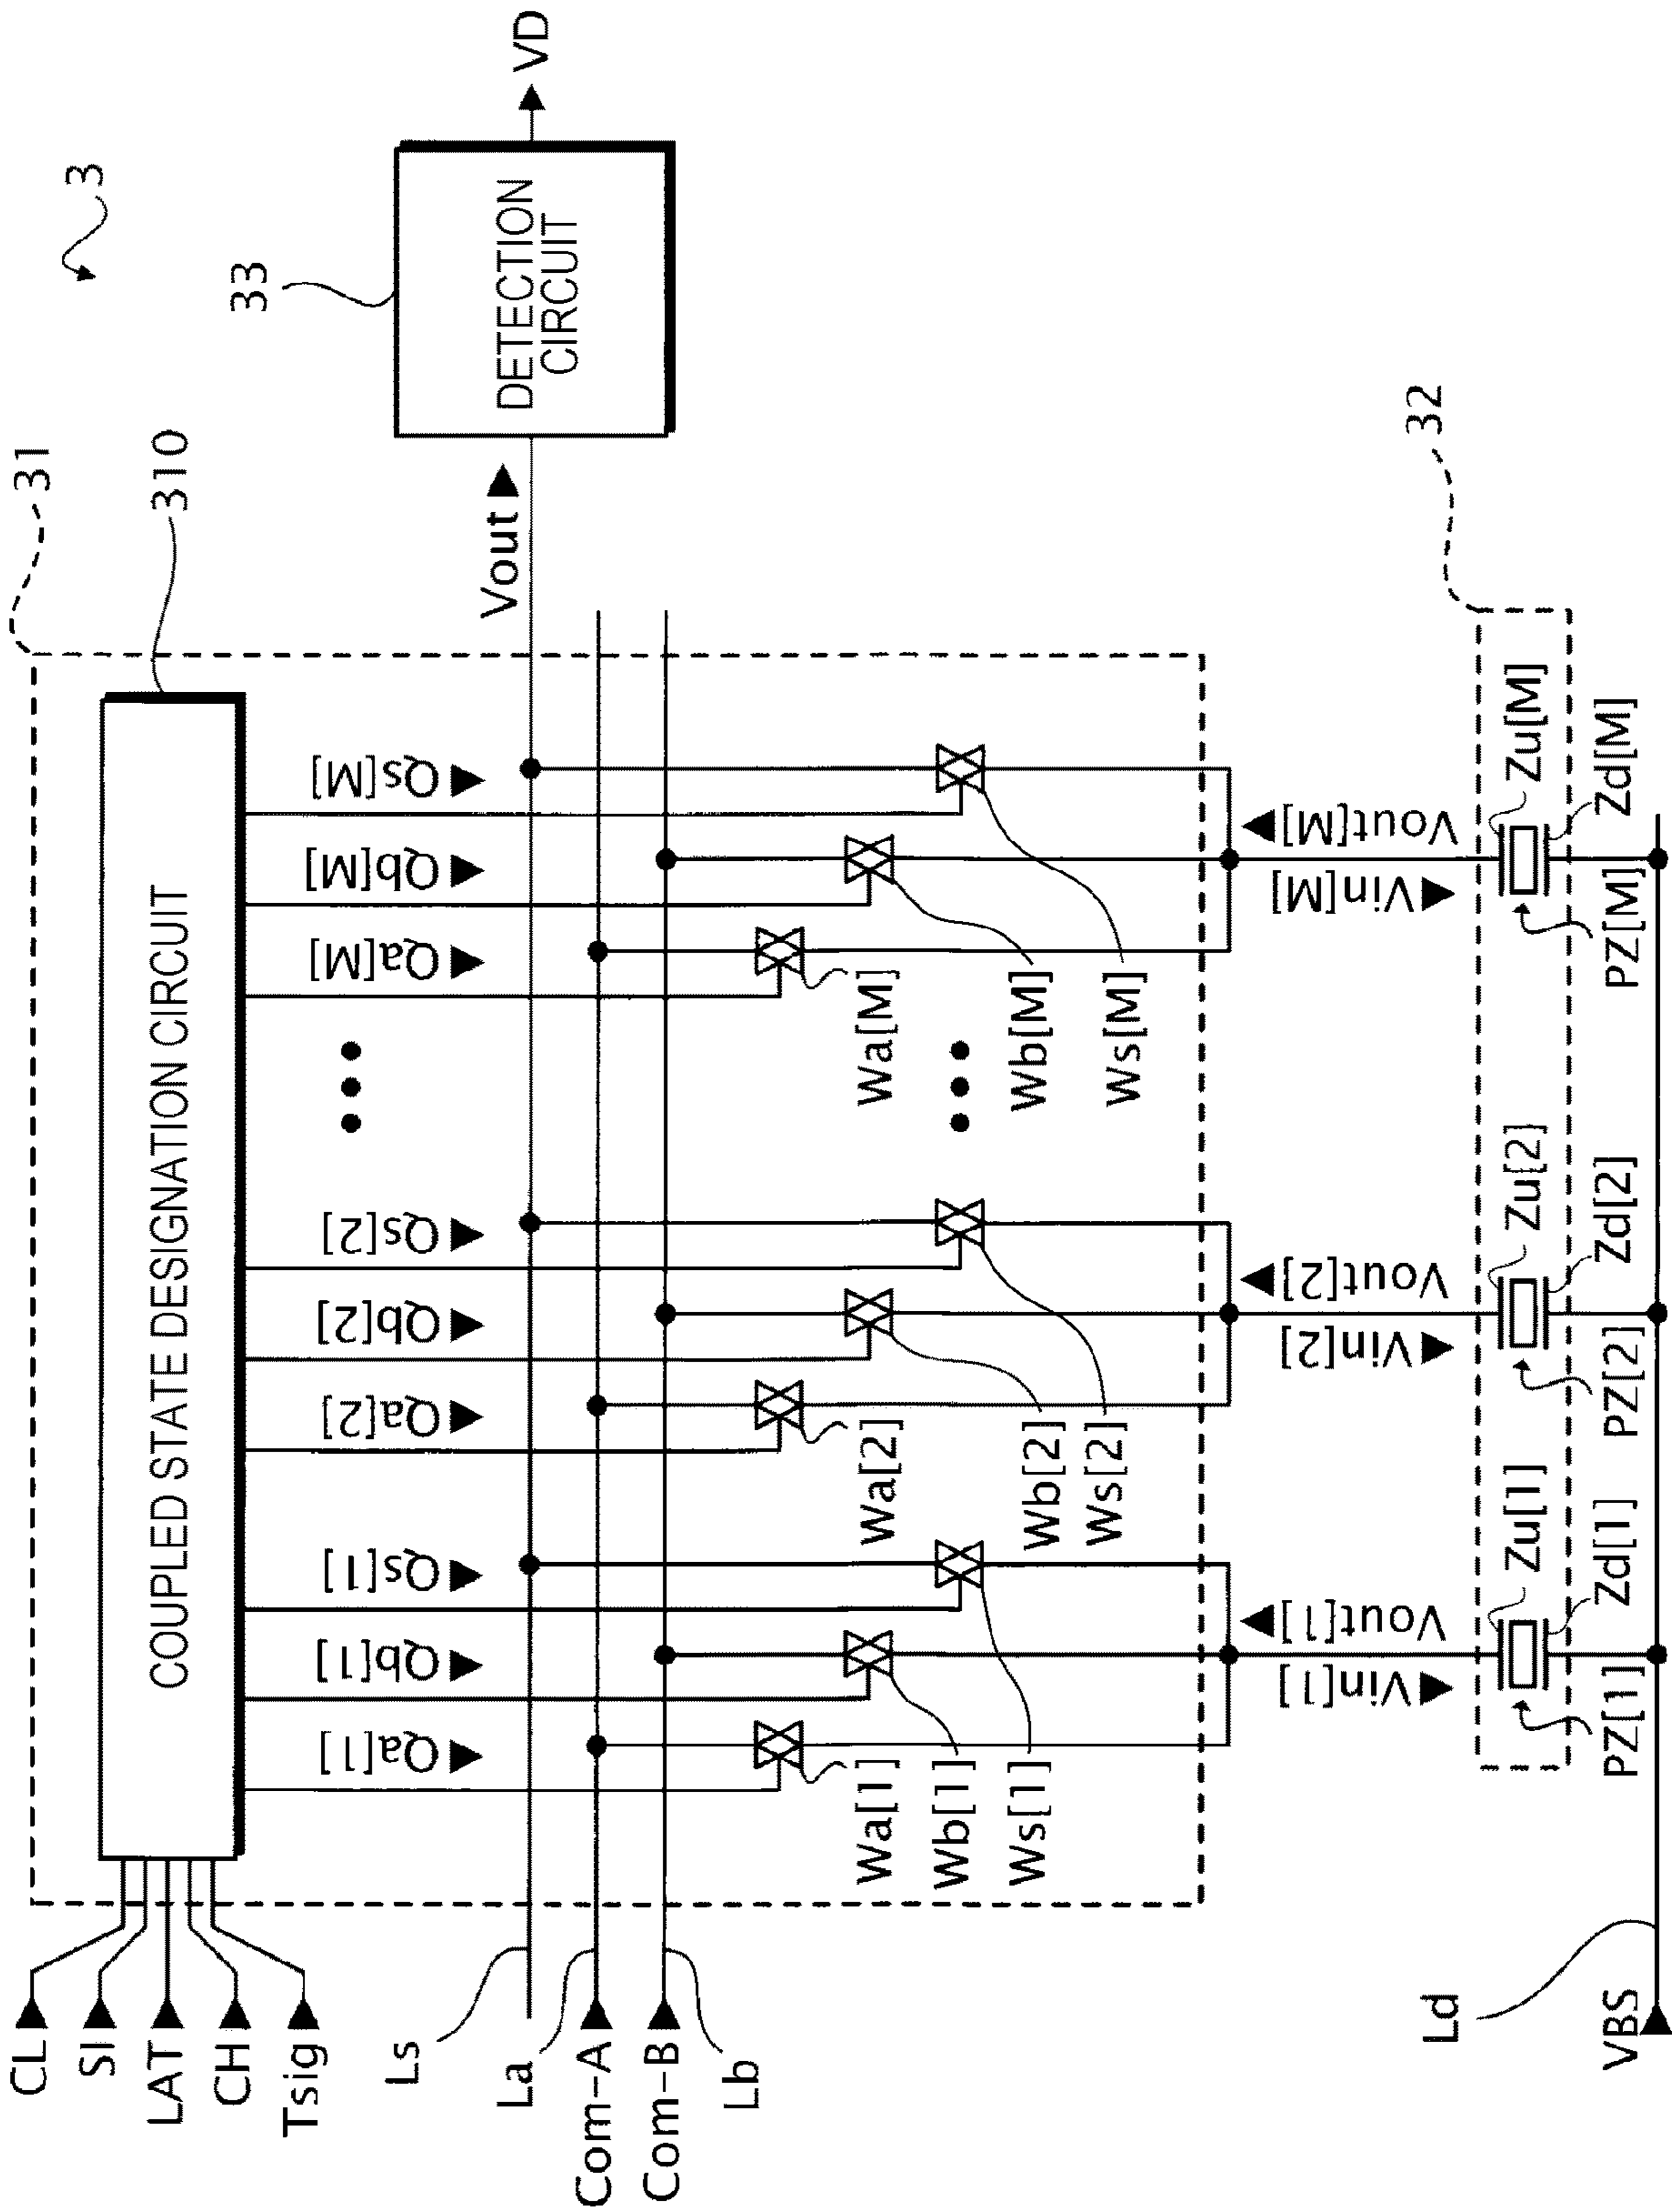 3
31
310
33
CL
SI
LAT
CH
Tsig
COUPLED STATE DESIGNATION CIRCUIT
Qa[1]
Qb[1]
Qs[1]
Qa[2]
Qb[2]
Qs[2]
Qa[M]
Qb[M]
Qs[M]
Vout
DETECTION
CIRCUIT
VD
Ls
La
Com-A
Com-B
Lb
Wa[1]
Wb[1]
Ws[1]
Wa[2]
Wb[2]
Ws[2]
Wa[M]
Wb[M]
Ws[M]
Vin[1]
Vout[1]
Vin[2]
Vout[2]
Vin[M]
Vout[M]
32
Zu[1]
Zu[2]
Zu[M]
PZ[1]
Zd[1]
PZ[2]
Zd[2]
PZ[M]
Zd[M]
Ld
VBS